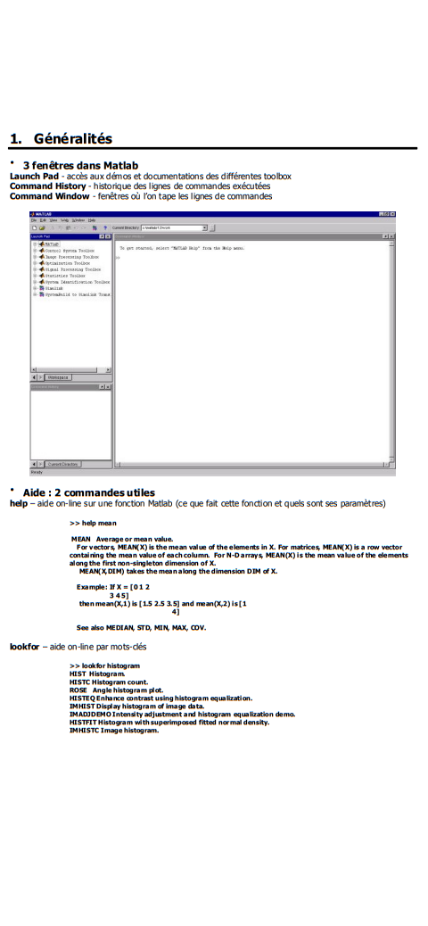 1. Généralités
• 3 fenêtres dans Matlab
Launch Pad - accès aux démos et documentations des différentes toolbox
Command History - historique des lignes de commandes exécutées
Command Window - fenêtres où l'on tape les lignes de commandes
MATLAB
File Edit View Web Window Help
Current Directory:
Launch Pad
MATLAB
Control System Toolbox
Image Processing Toolbox
Optimization Toolbox
Signal Processing Toolbox
Statistics Toolbox
System Identification Toolbox
Simulink
To get started, select "MATLAB Help" from the Help menu.
>>
Workspace
Current Directory
Ready
• Aide : 2 commandes utiles
help – aide on-line sur une fonction Matlab (ce que fait cette fonction et quels sont ses paramètres)
>> help mean
MEAN Average or mean value.
For vectors, MEAN(X) is the mean value of the elements in X. For matrices, MEAN(X) is a row vector
containing the mean value of each column. For N-D arrays, MEAN(X) is the mean value of the elements
along the first non-singleton dimension of X.
MEAN(X,DIM) takes the mean along the dimension DIM of X.
Example: If X = [0 1 2
3 4 5]
then mean(X,1) is [1.5 2.5 3.5] and mean(X,2) is [1
4]
See also MEDIAN, STD, MIN, MAX, COV.
lookfor – aide on-line par mots-clés
>> lookfor histogram
HIST Histogram.
HISTC Histogram count.
ROSE Angle histogram plot.
HISTEQ Enhance contrast using histogram equalization.
IMHIST Display histogram of image data.
IMADJDEMO Intensity adjustment and histogram equalization demo.
HISTFIT Histogram with superimposed fitted normal density.
IMHISTC Image histogram.